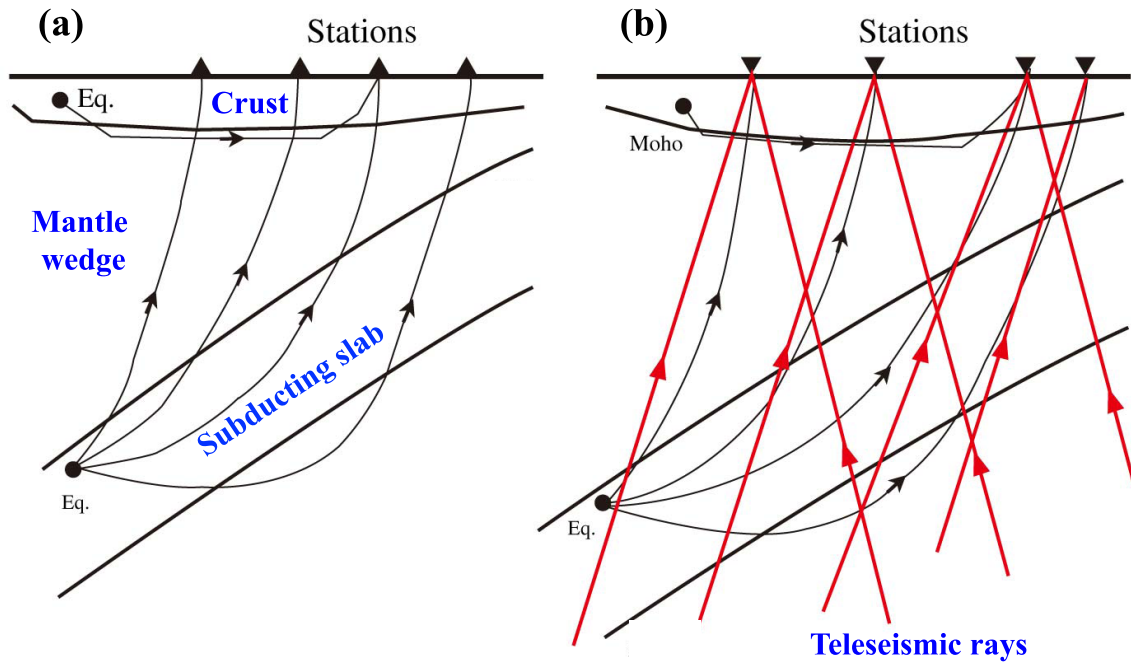 (a)
Stations
Eq.
Crust
Mantle
wedge
Subducting slab
Eq.
(b)
Stations
Moho
Eq.
Teleseismic rays